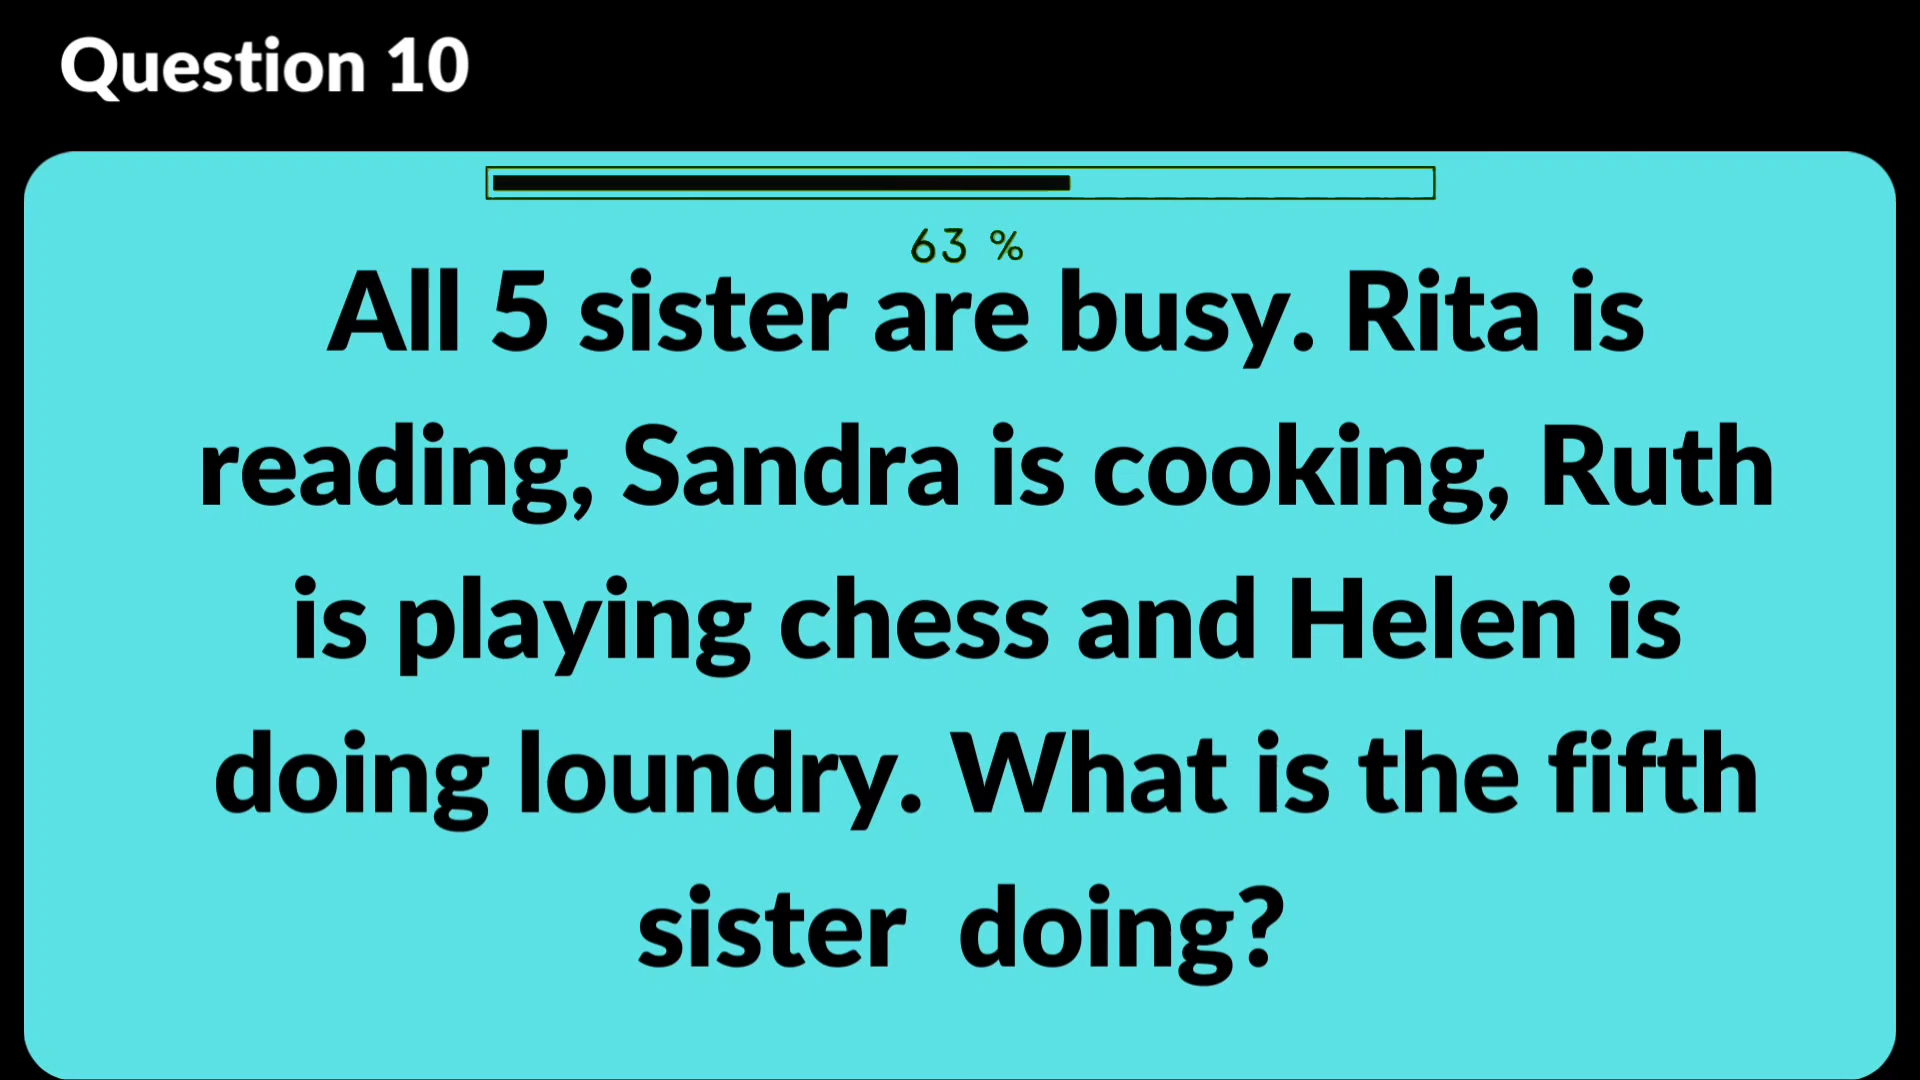 Question 10
63 %
All 5 sister are busy. Rita is
reading, Sandra is cooking, Ruth
is playing chess and Helen is
doing loundry. What is the fifth
sister doing?